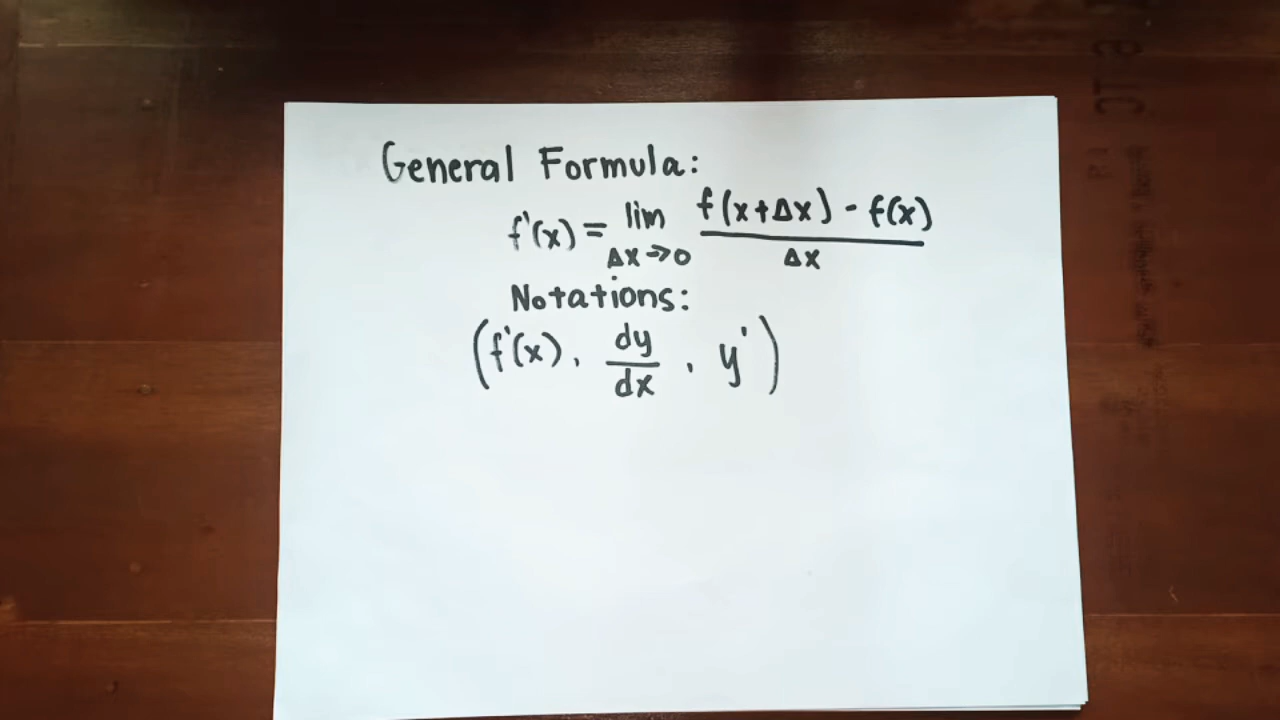 General Formula:
f'(x) = lim Δx→0 f(x+Δx) - f(x) / Δx
Notations:
(f'(x), dy/dx, y')